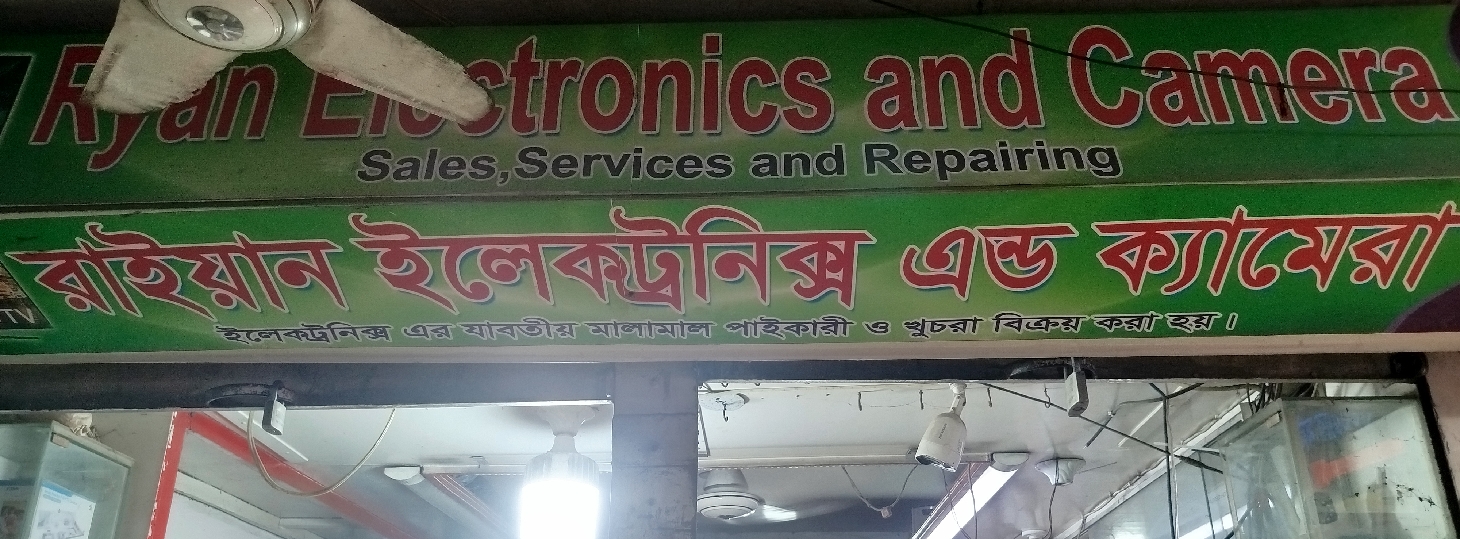 Ryan Electronics and Camera
Sales,Services and Repairing
রাইয়ান ইলেকট্রনিক্স এন্ড ক্যামেরা
ইলেকট্রনিক্স এর যাবতীয় মালামাল পাইকারী ও খুচরা বিক্রয় করা হয়।
TV